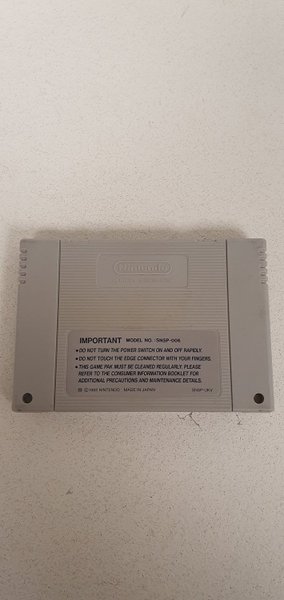 Nintendo
IMPORTANT MODEL NO. : SNSP-006
• DO NOT TURN THE POWER SWITCH ON AND OFF RAPIDLY.
• DO NOT TOUCH THE EDGE CONNECTOR WITH YOUR FINGERS.
• THIS GAME PAK MUST BE CLEANED REGULARLY, PLEASE
REFER TO THE CONSUMER INFORMATION BOOKLET FOR
ADDITIONAL PRECAUTIONS AND MAINTENANCE DETAILS.
NINTENDO MADE IN JAPAN SNSP-UKV